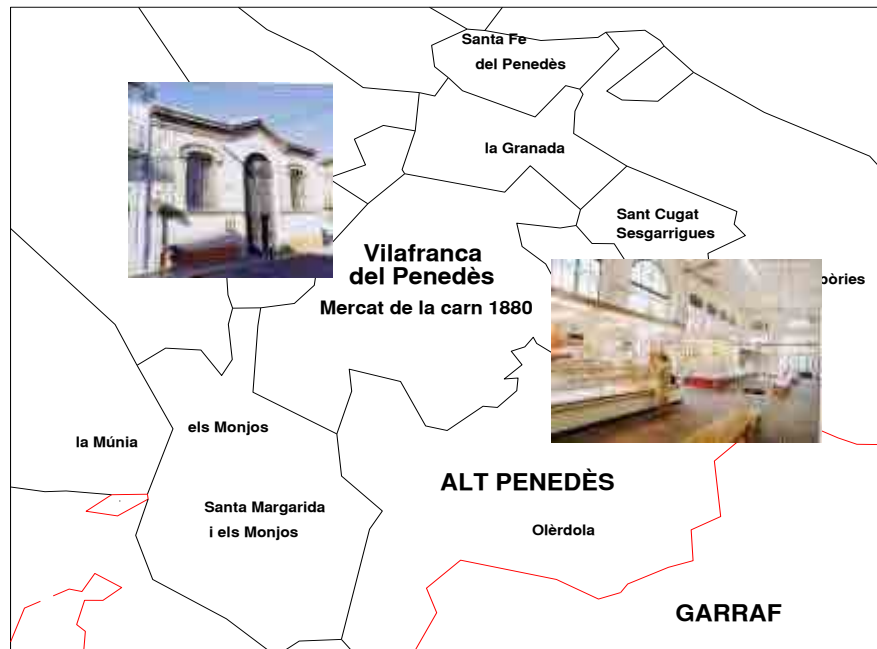 Santa Fe
del Penedès
la Granada
Sant Cugat
Sesgarrigues
Vilafranca
del Penedès
Mercat de la carn 1880
bòries
els Monjos
la Múnia
ALT PENEDÈS
Santa Margarida
i els Monjos
Olèrdola
GARRAF